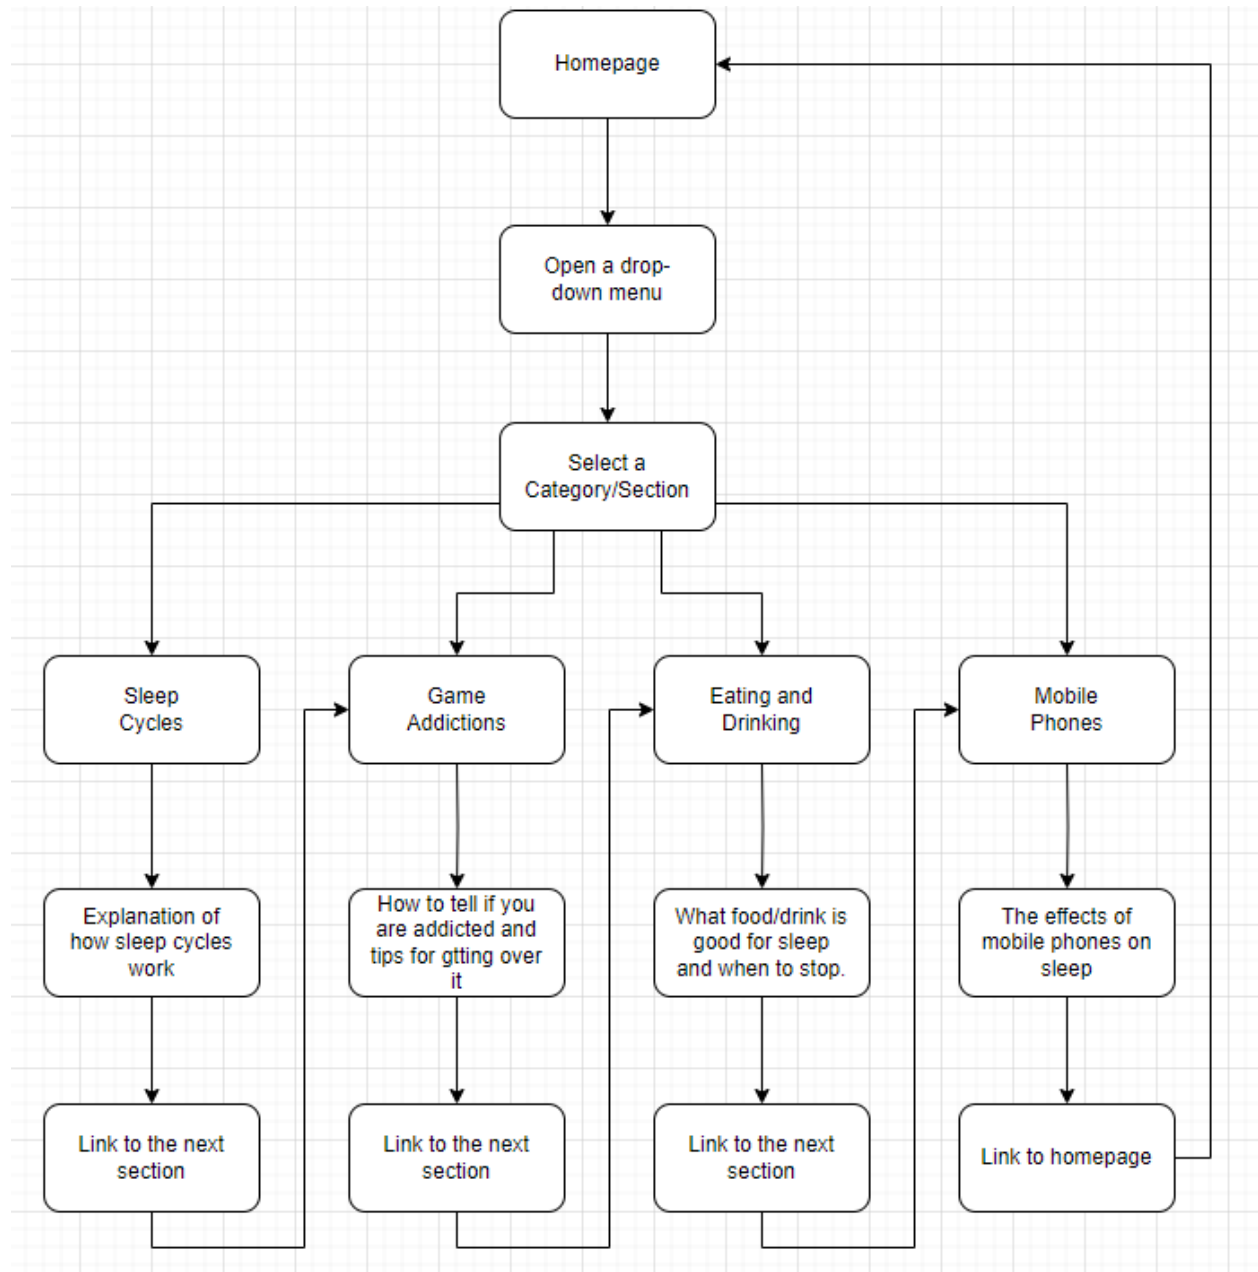 Homepage
Open a drop-
down menu
Select a
Category/Section
Sleep
Cycles
Game
Addictions
Eating and
Drinking
Mobile
Phones
Explanation of
how sleep cycles
work
How to tell if you
are addicted and
tips for gtting over
it
What food/drink is
good for sleep
and when to stop.
The effects of
mobile phones on
sleep
Link to the next
section
Link to the next
section
Link to the next
section
Link to homepage